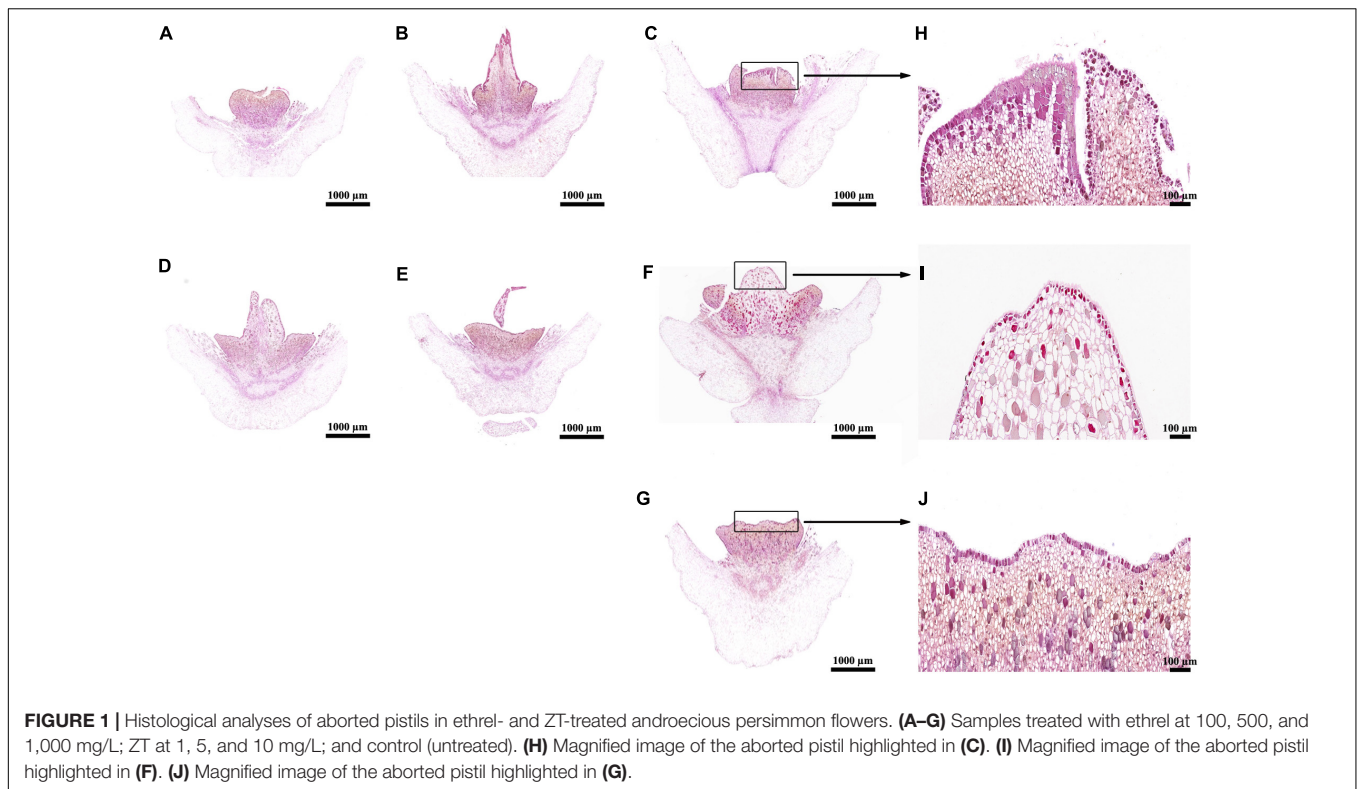 A
B
C
H
1000 µm
1000 µm
1000 µm
100 µm
D
E
F
I
1000 µm
1000 µm
1000 µm
100 µm
G
J
1000 µm
100 µm
FIGURE 1 | Histological analyses of aborted pistils in ethrel- and ZT-treated androecious persimmon flowers. (A–G) Samples treated with ethrel at 100, 500, and
1,000 mg/L; ZT at 1, 5, and 10 mg/L; and control (untreated). (H) Magnified image of the aborted pistil highlighted in (C). (I) Magnified image of the aborted pistil
highlighted in (F). (J) Magnified image of the aborted pistil highlighted in (G).